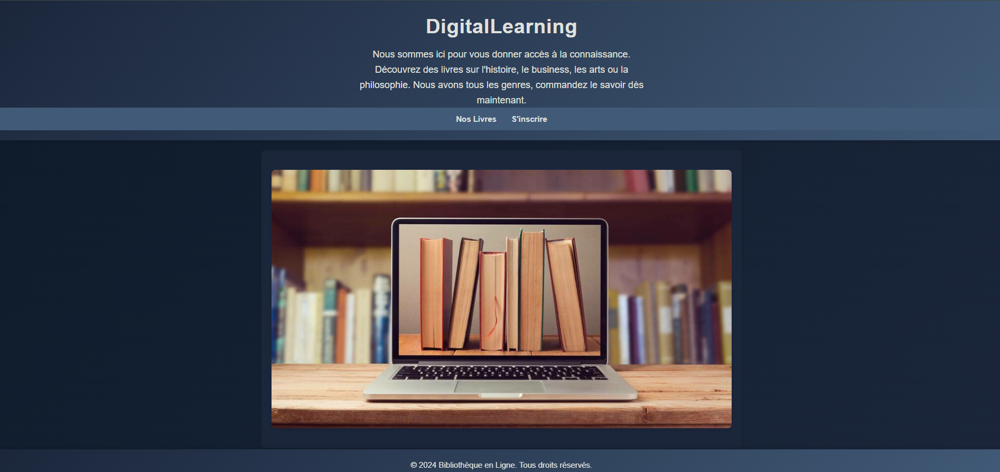 DigitalLearning
Nous sommes ici pour vous donner accès à la connaissance.
Découvrez des livres sur l'histoire, le business, les arts ou la
philosophie. Nous avons tous les genres, commandez le savoir dès
maintenant.
Nos Livres S'inscrire
© 2024 Bibliothèque en Ligne. Tous droits réservés.